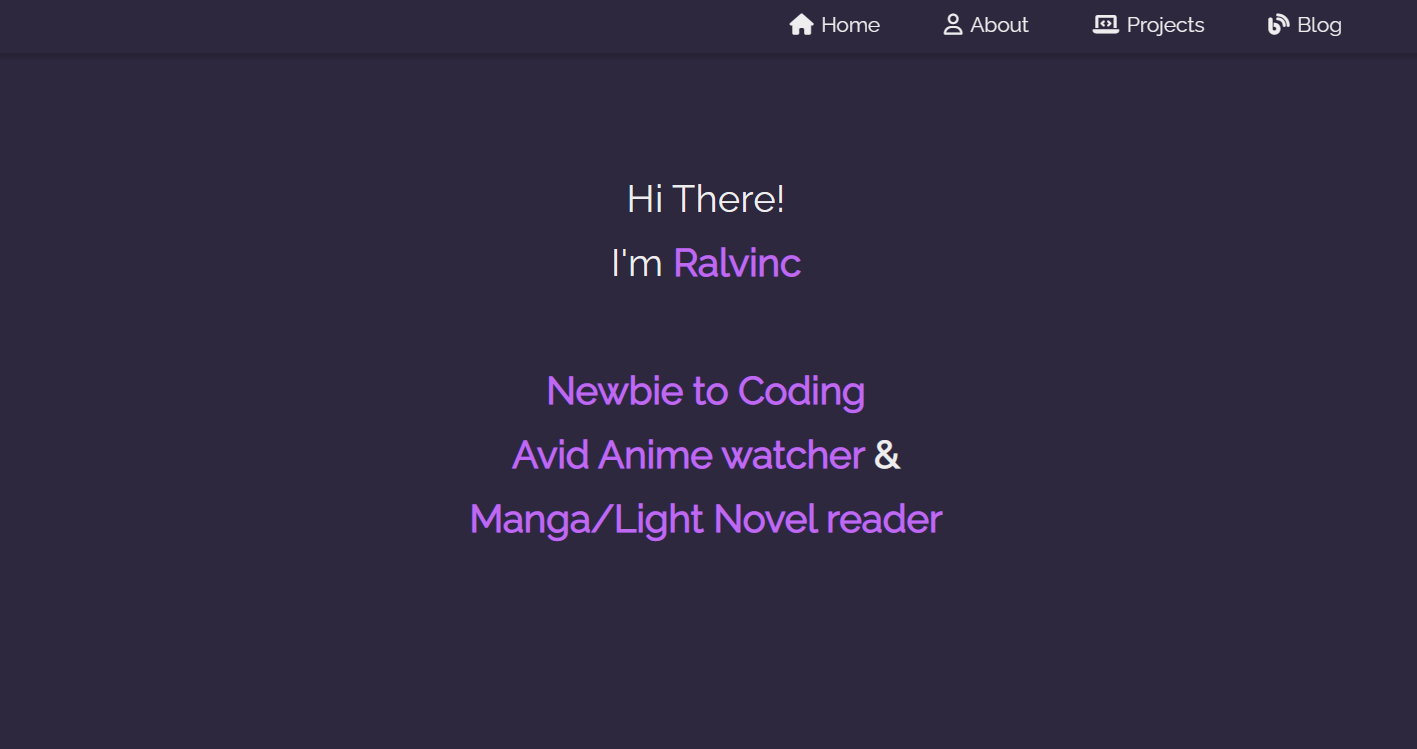 Home About Projects Blog
Hi There!
I'm Ralvinc
Newbie to Coding
Avid Anime watcher &
Manga/Light Novel reader